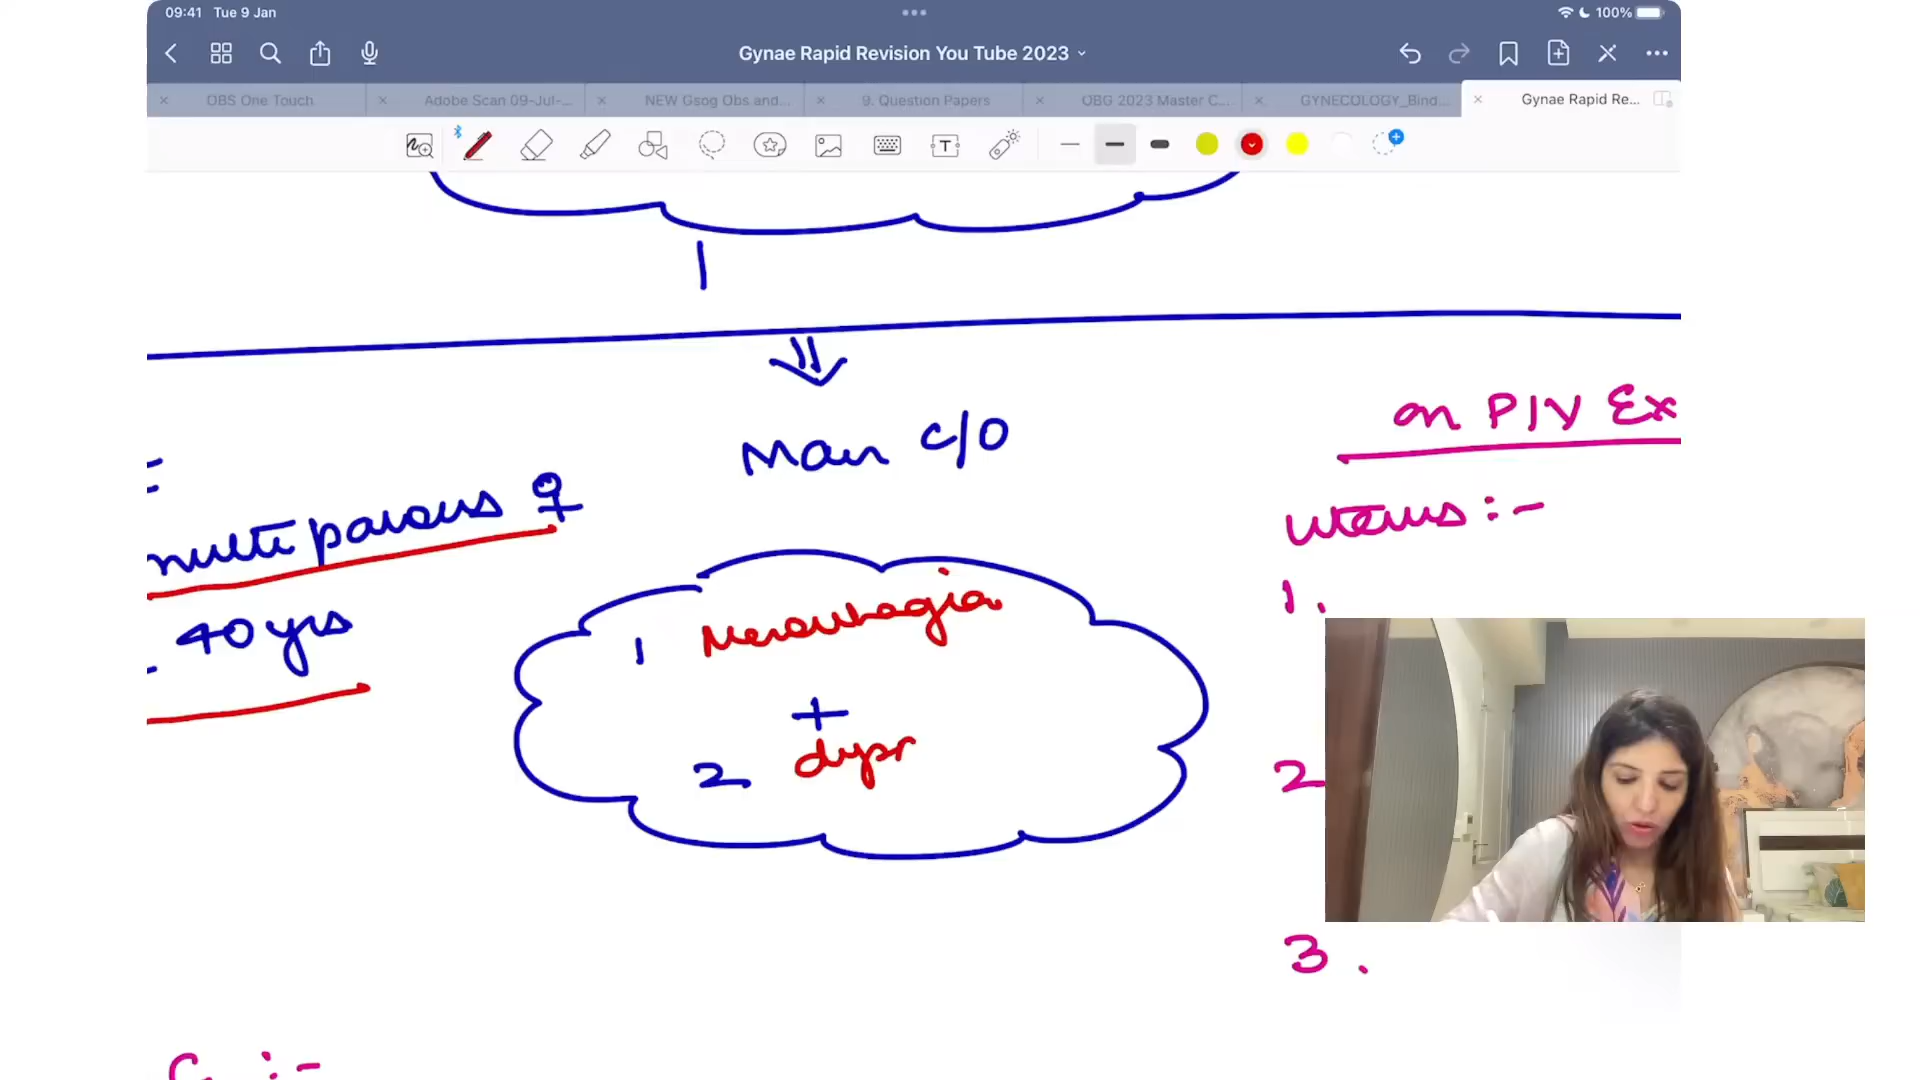 09:41 Tue 9 Jan
100%
Gynae Rapid Revision You Tube 2023
OBS One Touch
Adobe Scan 09-Jul-...
NEW Gsog Obs and...
9. Question Papers
OBG 2023 Master C...
GYNECOLOGY_Bind...
Gynae Rapid Re...
Main C/O
multiparous ♀
40 yrs
1 Menorrhagia
+
2 dysr
on P/V Ex
Uterus :-
1.
2
3.